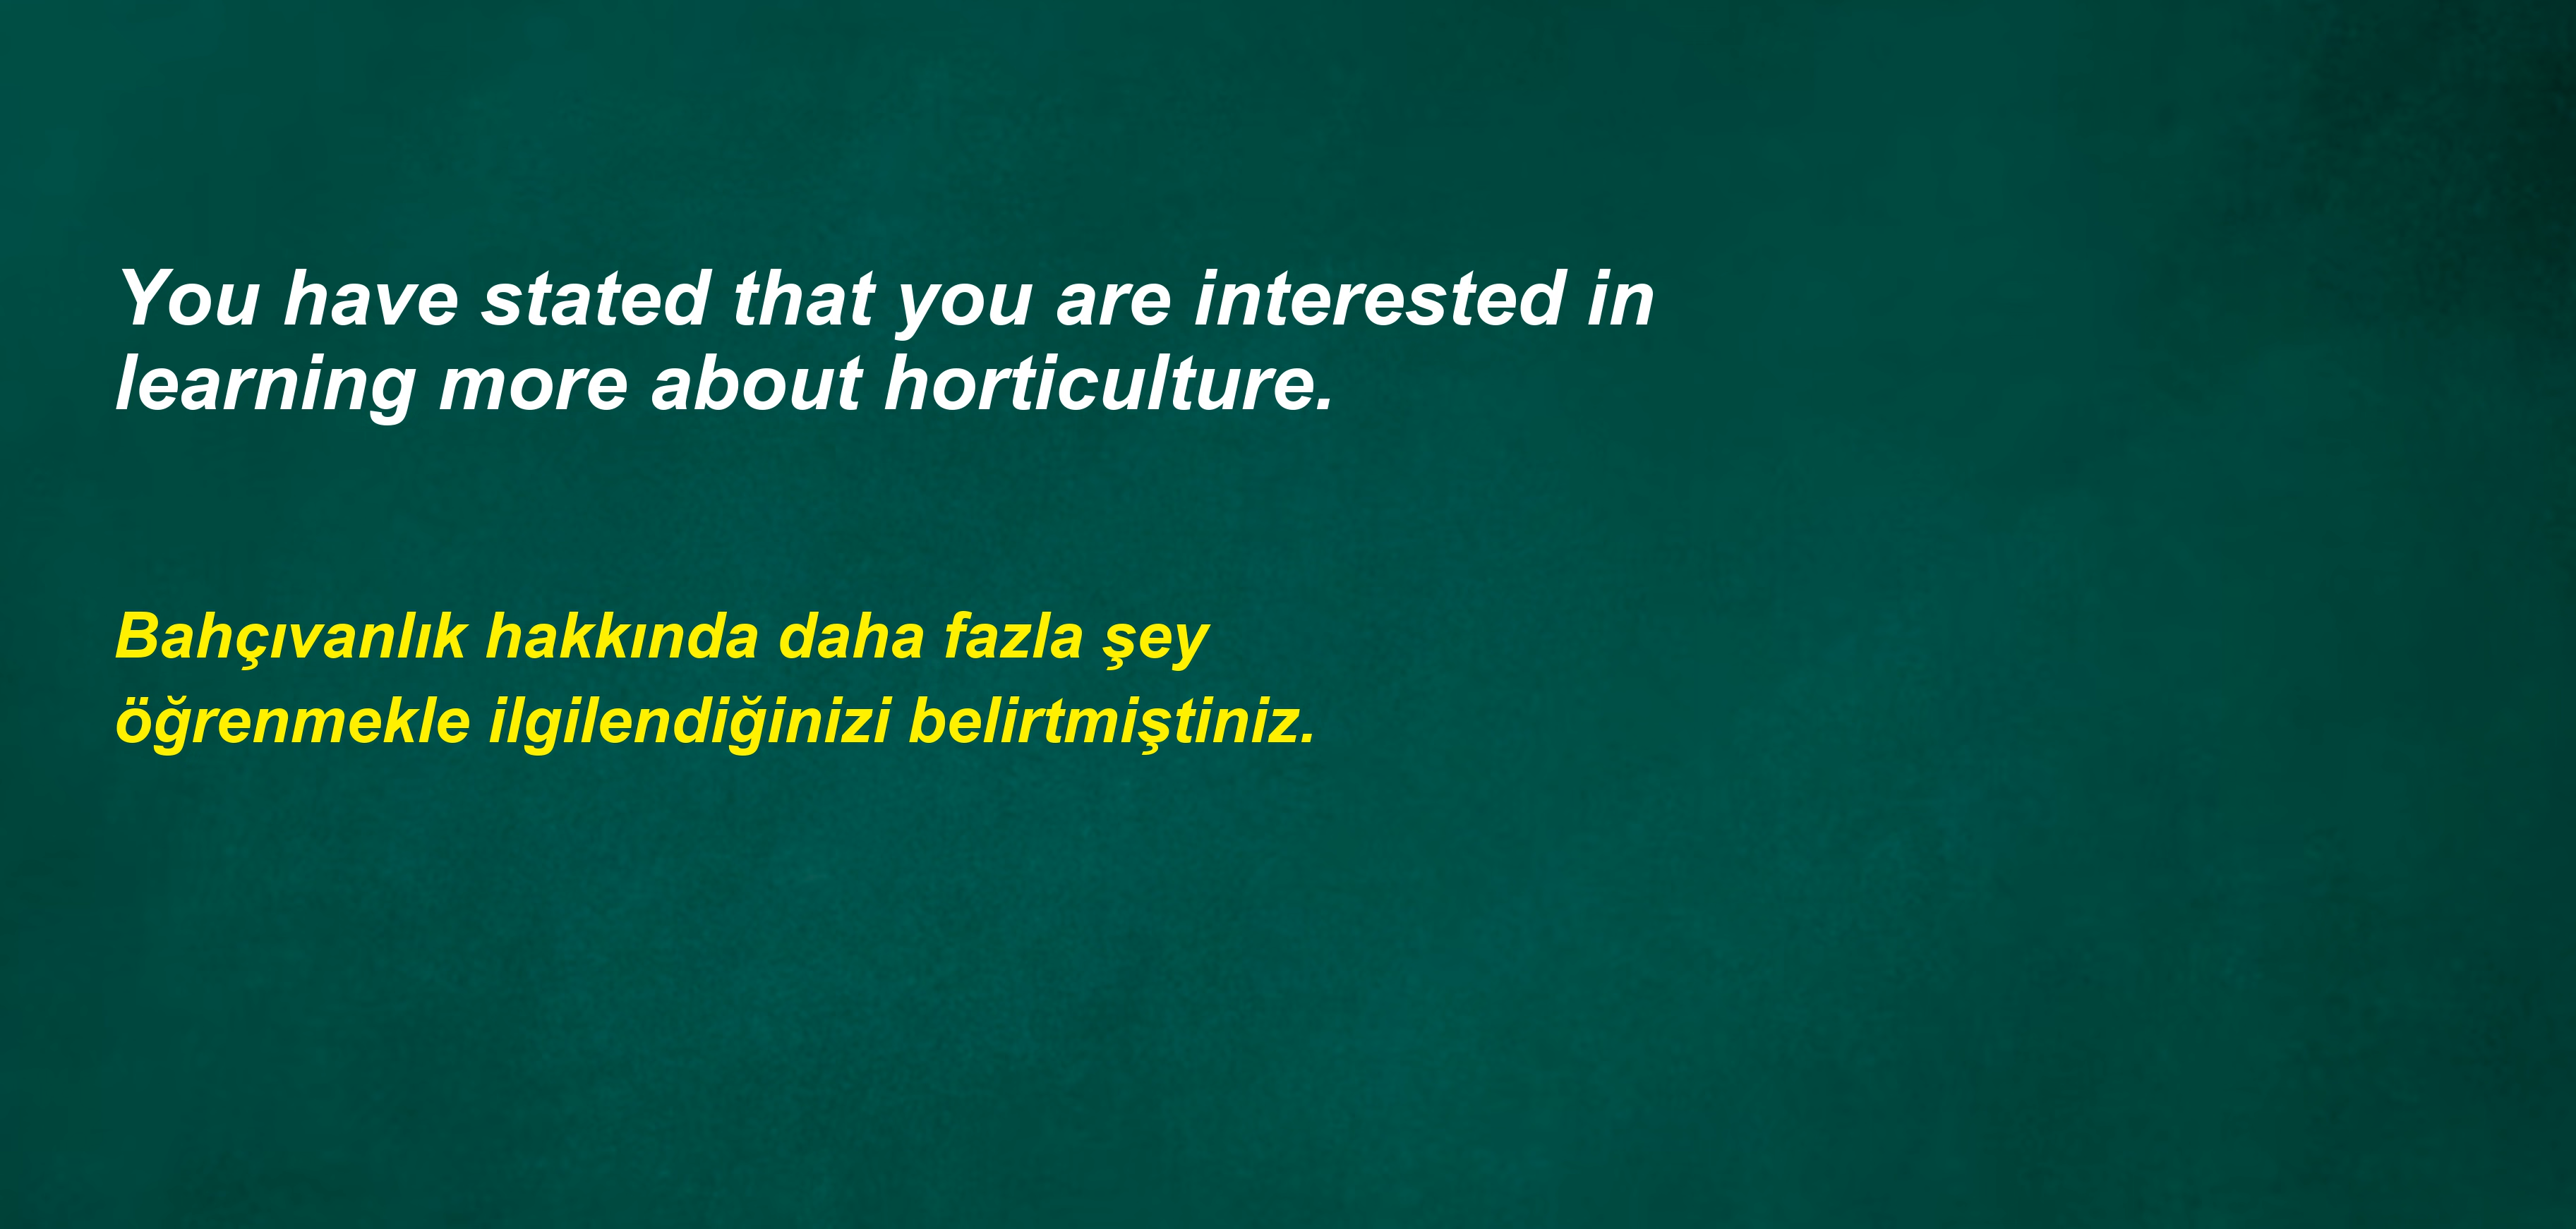 You have stated that you are interested in
learning more about horticulture.
Bahçıvanlık hakkında daha fazla şey
öğrenmekle ilgilendiğinizi belirtmiştiniz.